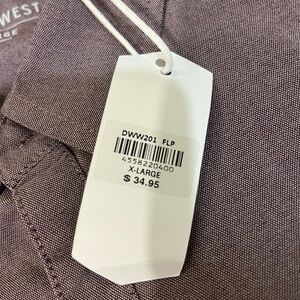 WEST
DWW201 FLP
4558220400
X-LARGE
$ 34.95